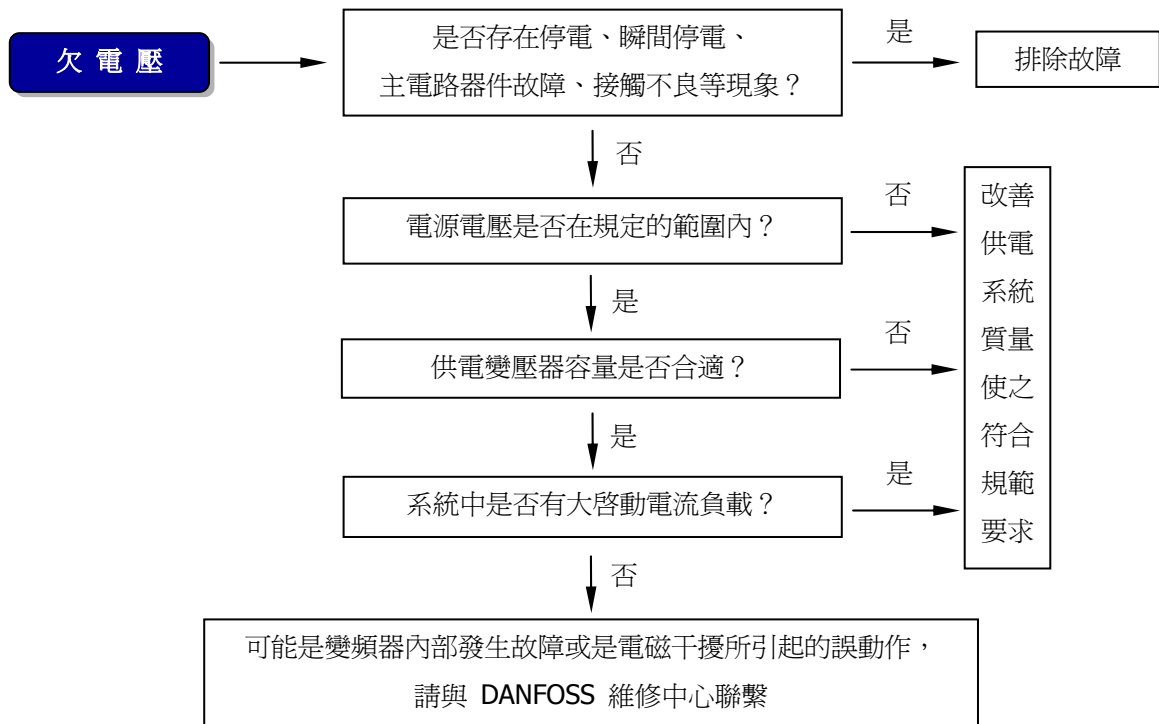 欠 電 壓
是否存在停電、瞬間停電、
主電路器件故障、接觸不良等現象？
是
排除故障
否
電源電壓是否在規定的範圍內？
否
是
供電變壓器容量是否合適？
否
是
系統中是否有大啓動電流負載？
是
改善
供電
系統
質量
使之
符合
規範
要求
否
可能是變頻器內部發生故障或是電磁干擾所引起的誤動作，
請與 DANFOSS 維修中心聯繫